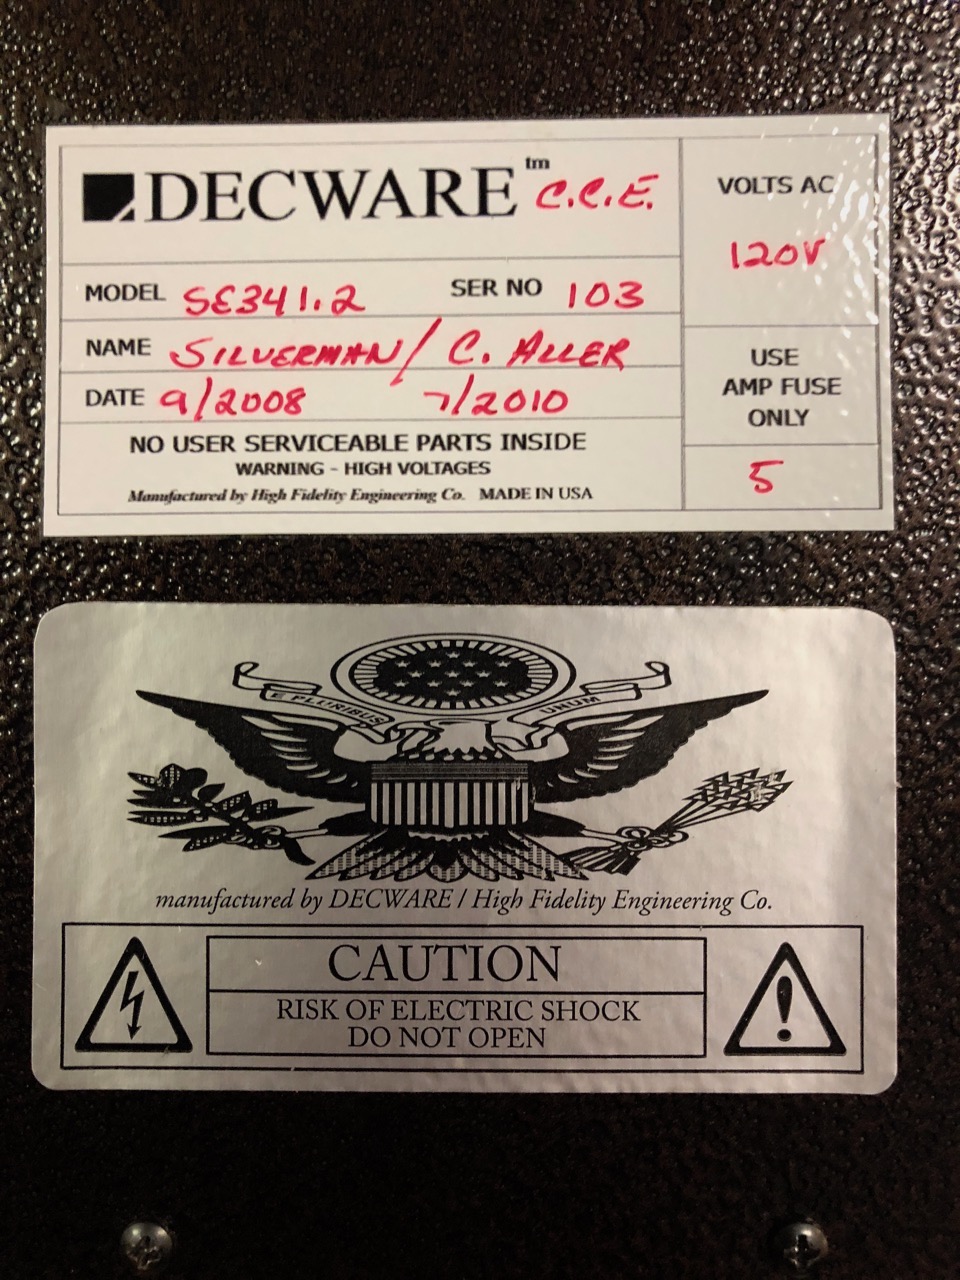 DECWARE tm C.C.E.
MODEL SE341.2 SER NO 103
NAME SILVERMAN / C. ALLER
DATE 9/2008 7/2010
NO USER SERVICEABLE PARTS INSIDE
WARNING - HIGH VOLTAGES
Manufactured by High Fidelity Engineering Co. MADE IN USA
VOLTS AC
120V
USE
AMP FUSE
ONLY
5
E PLURIBUS UNUM
manufactured by DECWARE / High Fidelity Engineering Co.
CAUTION
RISK OF ELECTRIC SHOCK
DO NOT OPEN